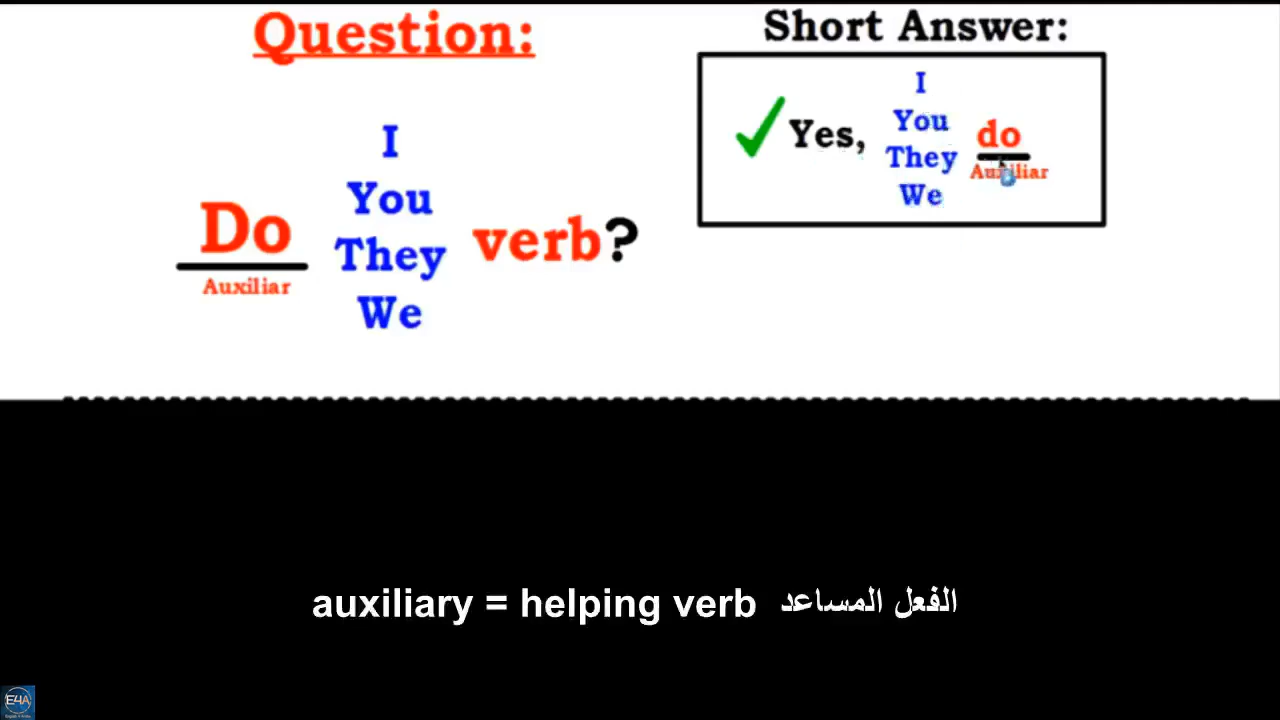 Question:
Do
Auxiliar
I
You
They
We
verb?
Short Answer:
Yes,
I
You
They
We
do
Auxiliar
auxiliary = helping verb الفعل المساعد
E4A